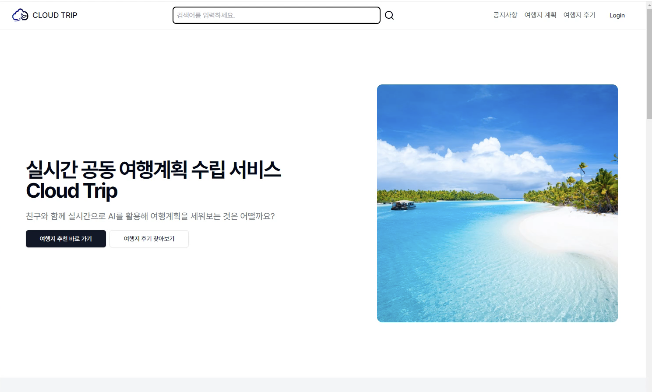 CLOUD TRIP
검색어를 입력하세요.
공지사항 여행지 계획 여행지 후기 Login
실시간 공동 여행계획 수립 서비스
Cloud Trip
친구와 함께 실시간으로 AI를 활용해 여행계획을 세워보는 것은 어떨까요?
여행지 추천 바로 가기 여행지 후기 찾아보기